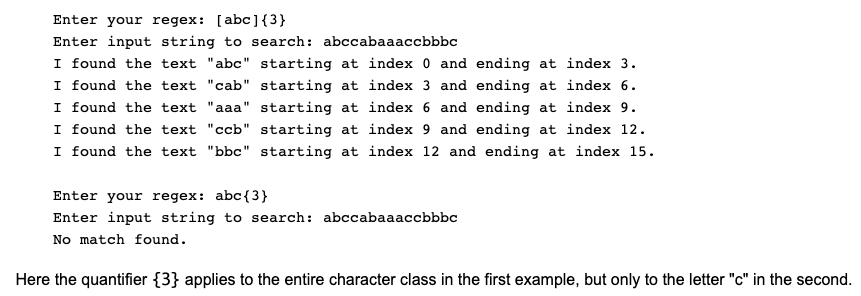 Enter your regex: [abc]{3}
Enter input string to search: abccabaaaccbbbc
I found the text "abc" starting at index 0 and ending at index 3.
I found the text "cab" starting at index 3 and ending at index 6.
I found the text "aaa" starting at index 6 and ending at index 9.
I found the text "ccb" starting at index 9 and ending at index 12.
I found the text "bbc" starting at index 12 and ending at index 15.
Enter your regex: abc{3}
Enter input string to search: abccabaaaccbbbc
No match found.
Here the quantifier {3} applies to the entire character class in the first example, but only to the letter "c" in the second.